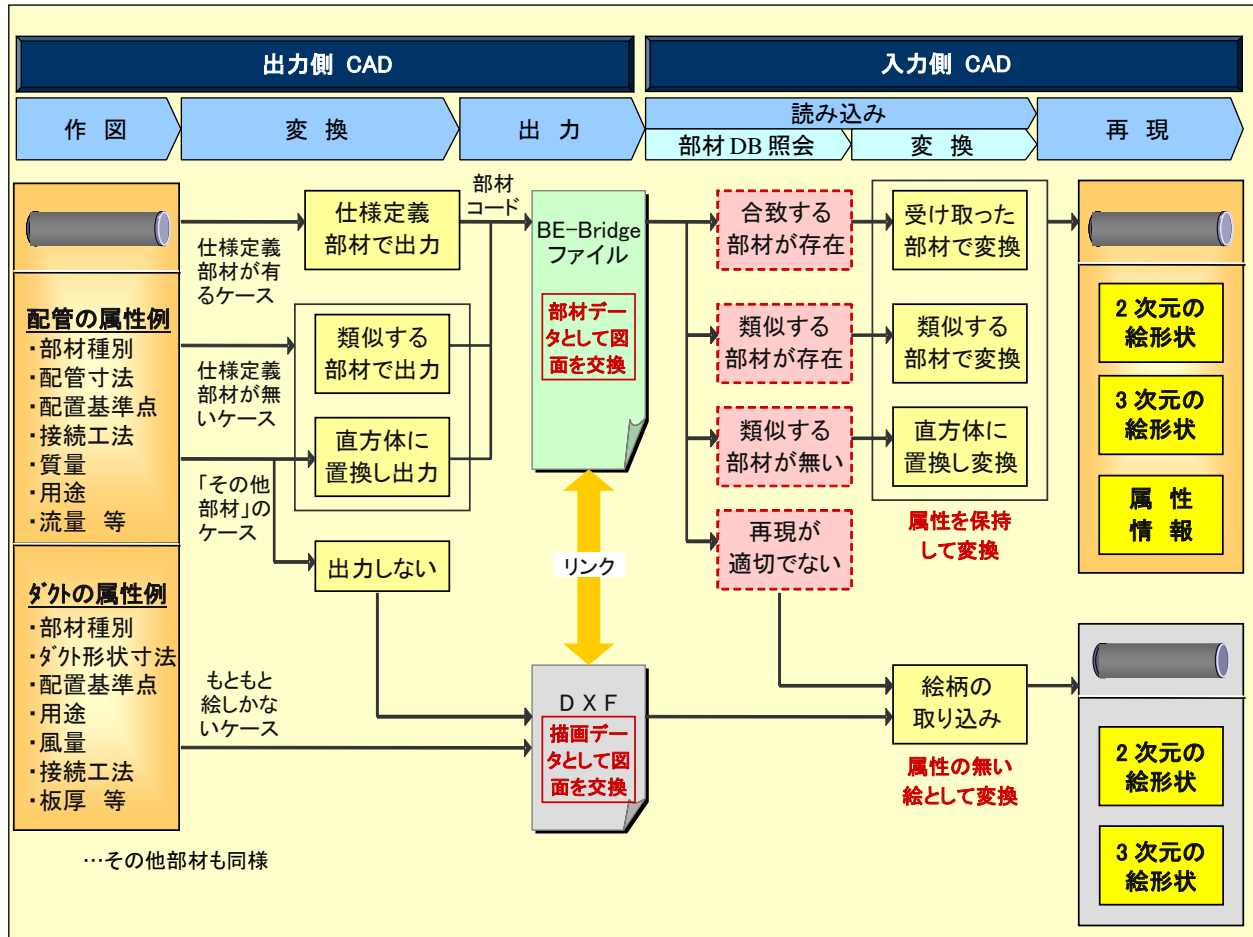 出力側 CAD
入力側 CAD
作 図
変 換
出 力
読み込み
部材 DB 照会
変 換
再 現
配管の属性例
・部材種別
・配管寸法
・配置基準点
・接続工法
・質量
・用途
・流量 等
ﾀﾞｸﾄの属性例
・部材種別
・ﾀﾞｸﾄ形状寸法
・配置基準点
・用途
・風量
・接続工法
・板厚 等
…その他部材も同様
仕様定義
部材が有
るケース
仕様定義
部材が無
いケース
「その他
部材」の
ケース
もともと
絵しかな
いケース
仕様定義
部材で出力
類似する
部材で出力
直方体に
置換し出力
出力しない
部材
コード
BE-Bridge
ファイル
部材デー
タとして図
面を交換
リンク
ＤＸＦ
描画デー
タとして図
面を交換
合致する
部材が存在
類似する
部材が存在
類似する
部材が無い
再現が
適切でない
受け取った
部材で変換
類似する
部材で変換
直方体に
置換し変換
属性を保持
して変換
絵柄の
取り込み
属性の無い
絵として変換
2 次元の
絵形状
3 次元の
絵形状
属 性
情 報
2 次元の
絵形状
3 次元の
絵形状